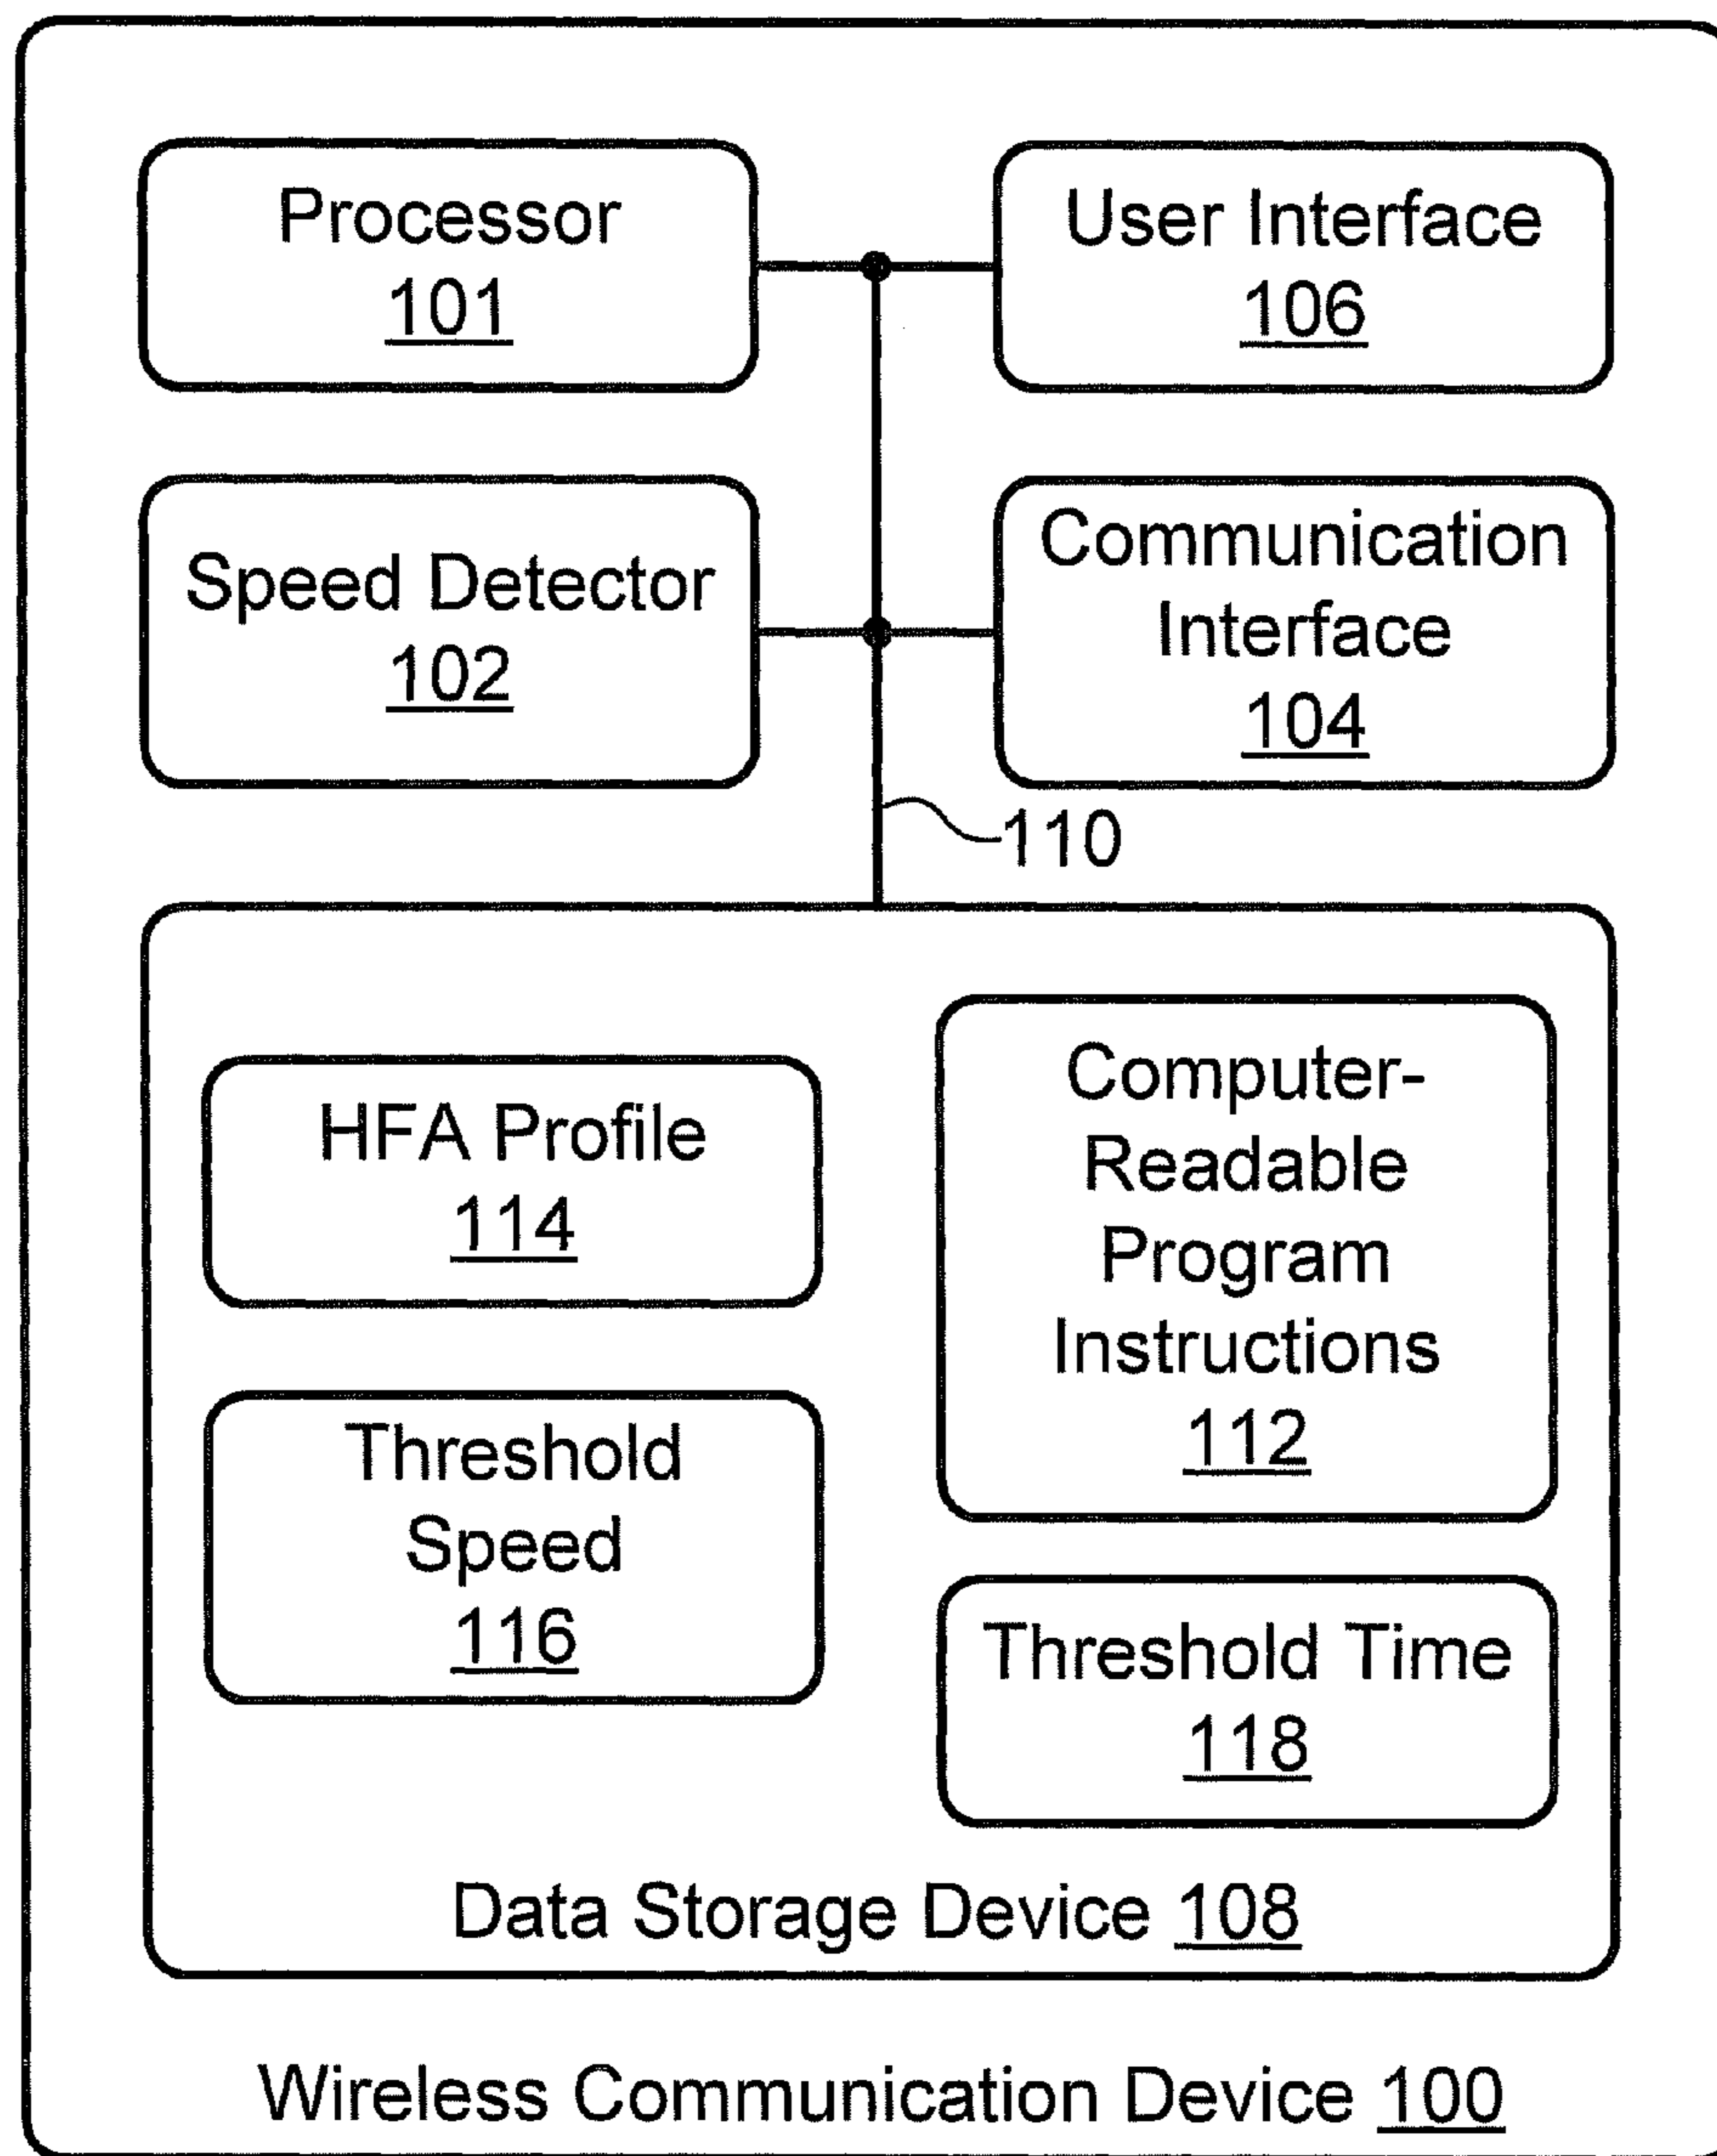 Processor
101
User Interface
106
Speed Detector
102
Communication
Interface
104
110
HFA Profile
114
Computer-
Readable
Program
Instructions
112
Threshold
Speed
116
Threshold Time
118
Data Storage Device 108
Wireless Communication Device 100